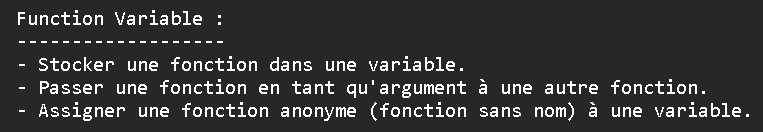 Function Variable :
-------------------
- Stocker une fonction dans une variable.
- Passer une fonction en tant qu'argument à une autre fonction.
- Assigner une fonction anonyme (fonction sans nom) à une variable.